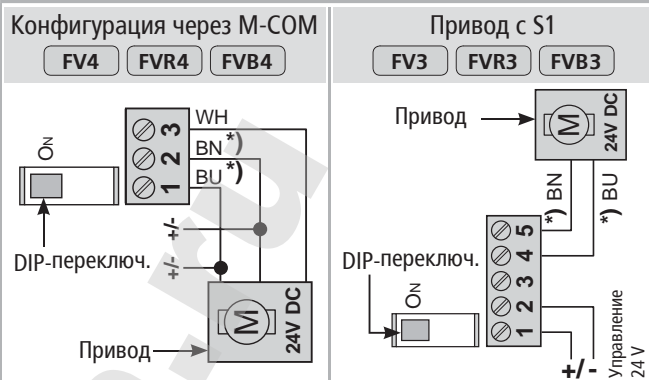 Конфигурация через M-COM
FV4 FVR4 FVB4
WH
3
BN *)
2
BU *)
1
ON
+/-
+/-
DIP-переключ.
M
24V DC
Привод
Привод с S1
FV3 FVR3 FVB3
Привод
M
24V DC
*) BN
*) BU
5
4
3
2
1
DIP-переключ.
ON
Управление
24 V
+/-